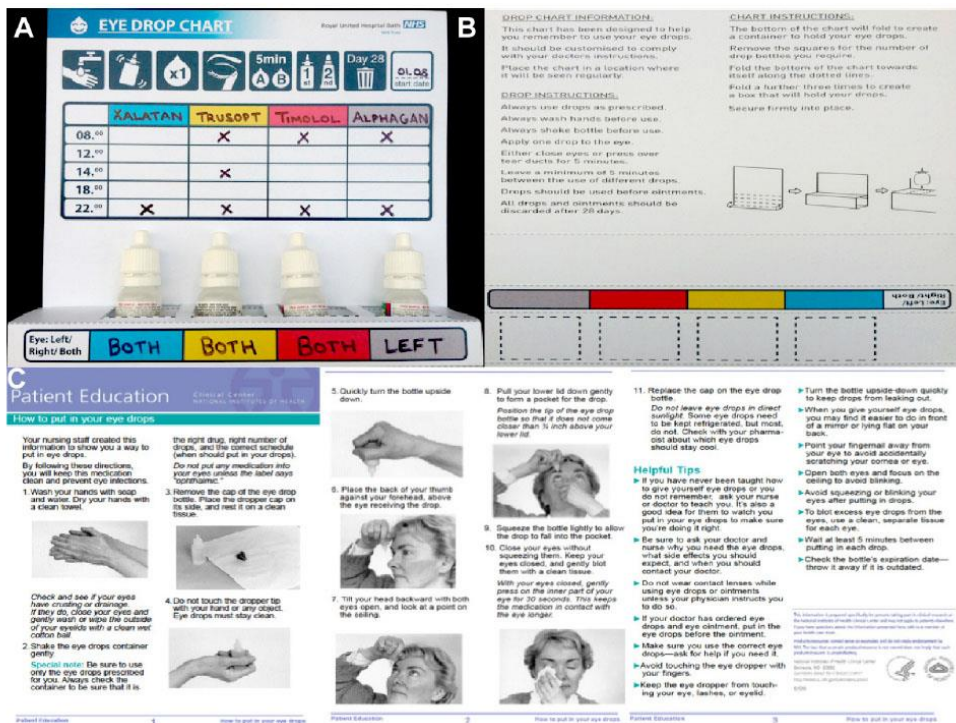 A
EYE DROP CHART
Royal United Hospital Bath NHS
x1
5min
A B
1st
2nd
Day 28
01.08
start date
XALATAN TRUSOPT TIMOLOL ALPHAGAN
08.00 X X X
12.00
14.00 X
18.00
22.00 X X X X
Eye: Left/
Right/ Both
BOTH BOTH BOTH LEFT
B
DROP CHART INFORMATION:
This chart has been designed to help
you remember to use your eye drops.
It should be customised to comply
with your doctors instructions.
Place the chart in a location where
it will be seen regularly.
DROP INSTRUCTIONS:
Always use drops as prescribed.
Always wash hands before use.
Always shake bottle before use.
Apply one drop to the eye.
Either close eyes or press over
tear ducts for 5 minutes.
Leave a minimum of 5 minutes
between the use of different drops.
Drops should be used before ointments.
All drops and ointments should be
discarded after 28 days.
CHART INSTRUCTIONS:
The bottom of the chart will fold to create
a container to hold your eye drops.
Remove the squares for the number of
drop bottles you require.
Fold the bottom of the chart towards
itself along the dotted lines.
Fold a further three times to create
a box that will hold your drops.
Secure firmly into place.
Eye: Left/
Right/ Both
C
Patient Education
Clinical Center
NATIONAL INSTITUTES OF HEALTH
How to put in your eye drops
Your nursing staff created this
information to show you a way to
put in eye drops.
By following these directions,
you will keep this medication
clean and prevent eye infections.
1. Wash your hands with soap
and water. Dry your hands with
a clean towel.
Check and see if your eyes
have crusting or drainage.
If they do, close your eyes and
gently wash or wipe the outside
of your eyelids with a clean wet
cotton ball.
2. Shake the eye drops container
gently.
Special note: Be sure to use
only the eye drops prescribed
for you. Always check the
container to be sure that it is
the right drug, right number of
drops, and the correct schedule
(when should put in your drops).
Do not put any medication into
your eyes unless the label says
"ophthalmic."
3. Remove the cap of the eye drop
bottle. Place the dropper cap on
its side, and rest it on a clean
tissue.
4. Do not touch the dropper tip
with your hand or any object.
Eye drops must stay clean.
Patient Education 1 How to put in your eye drops
5. Quickly turn the bottle upside
down.
6. Place the back of your thumb
against your forehead, above
the eye receiving the drop.
7. Tilt your head backward with both
eyes open, and look at a point on
the ceiling.
8. Pull your lower lid down gently
to form a pocket for the drop.
Position the tip of the eye drop
bottle so that it does not come
closer than ¾ inch above your
lower lid.
9. Squeeze the bottle lightly to allow
the drop to fall into the pocket.
10. Close your eyes without
squeezing them. Keep your
eyes closed, and gently blot
them with a clean tissue.
With your eyes closed, gently
press on the inner part of your
eye for 30 seconds. This keeps
the medication in contact with
the eye longer.
Patient Education 2 How to put in your eye drops
11. Replace the cap on the eye drop
bottle.
Do not leave eye drops in direct
sunlight. Some eye drops need
to be kept refrigerated, but most
do not. Check with your pharma-
cist about which eye drops
should stay cool.
Helpful Tips
If you have never been taught how
to give yourself eye drops or you
do not remember, ask your nurse
or doctor to teach you. It's also a
good idea for them to watch you
put in your eye drops to make sure
you're doing it right.
Be sure to ask your doctor and
nurse why you need the eye drops,
what side effects you should
expect, and when you should
contact your doctor.
Do not wear contact lenses while
using eye drops or ointments
unless your physician instructs you
to do so.
If your doctor has ordered eye
drops and eye ointment, put in the
eye drops before the ointment.
Make sure you use the correct eye
drops—ask for help if you need it.
Avoid touching the eye dropper with
your fingers.
Keep the eye dropper from touch-
ing your eye, lashes, or eyelid.
Turn the bottle upside-down quickly
to keep drops from leaking out.
When you give yourself eye drops,
you may find it easier to do in front
of a mirror or lying flat on your
back.
Point your fingernail away from
your eye to avoid accidentally
scratching your cornea or eye.
Open both eyes and focus on the
ceiling to avoid blinking.
Avoid squeezing or blinking your
eyes after putting in drops.
To blot excess eye drops from the
eyes, use a clean, separate tissue
for each eye.
Wait at least 5 minutes between
putting in each drop.
Check the bottle's expiration date—
throw it away if it is outdated.
Patient Education 3 How to put in your eye drops